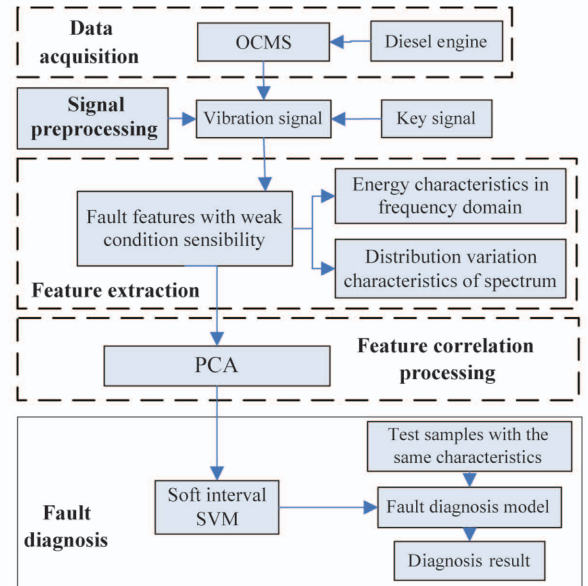 Data
acquisition
OCMS
Diesel engine
Signal
preprocessing
Vibration signal
Key signal
Fault features with weak
condition sensibility
Energy characteristics in
frequency domain
Distribution variation
characteristics of spectrum
Feature extraction
PCA
Feature correlation
processing
Test samples with the
same characteristics
Soft interval
SVM
Fault diagnosis model
Fault
diagnosis
Diagnosis result